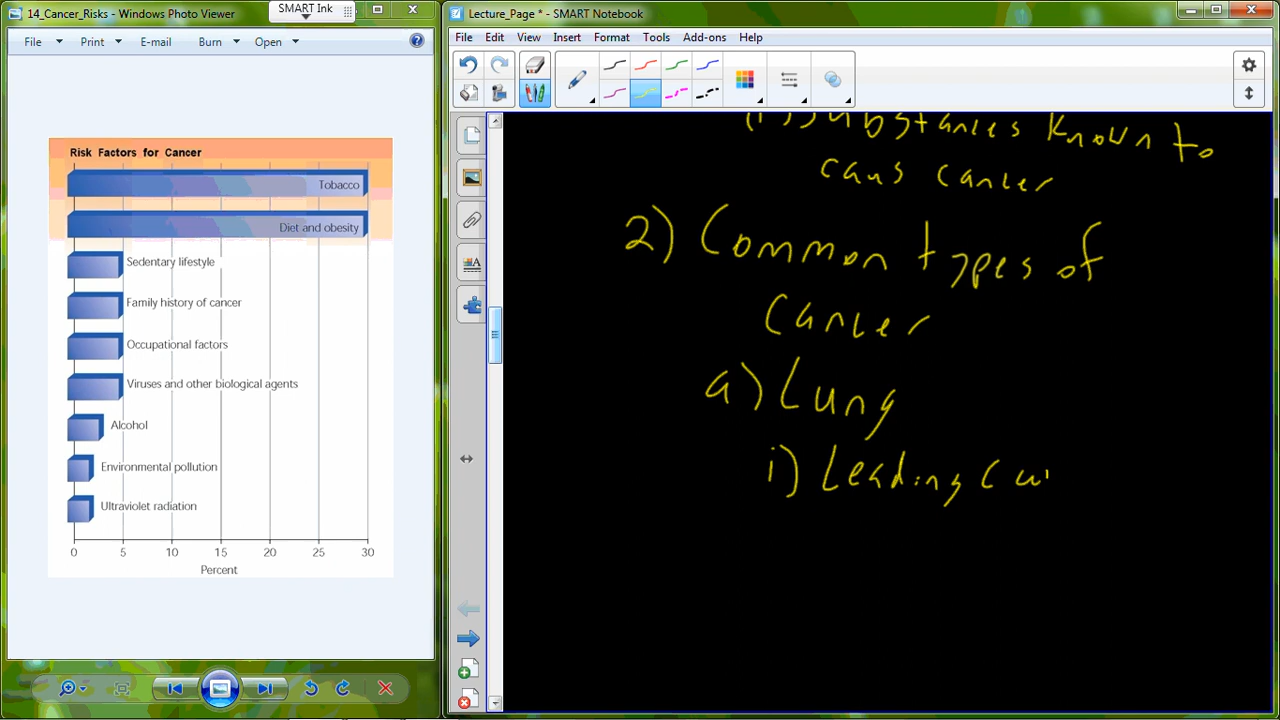 14_Cancer_Risks - Windows Photo Viewer
SMART Ink
File Print E-mail Burn Open
Risk Factors for Cancer
Tobacco
Diet and obesity
Sedentary lifestyle
Family history of cancer
Occupational factors
Viruses and other biological agents
Alcohol
Environmental pollution
Ultraviolet radiation
0 5 10 15 20 25 30
Percent
Lecture_Page * - SMART Notebook
File Edit View Insert Format Tools Add-ons Help
substances known to
caus cancer
2) Common types of
cancer
a) Lung
i) Leading